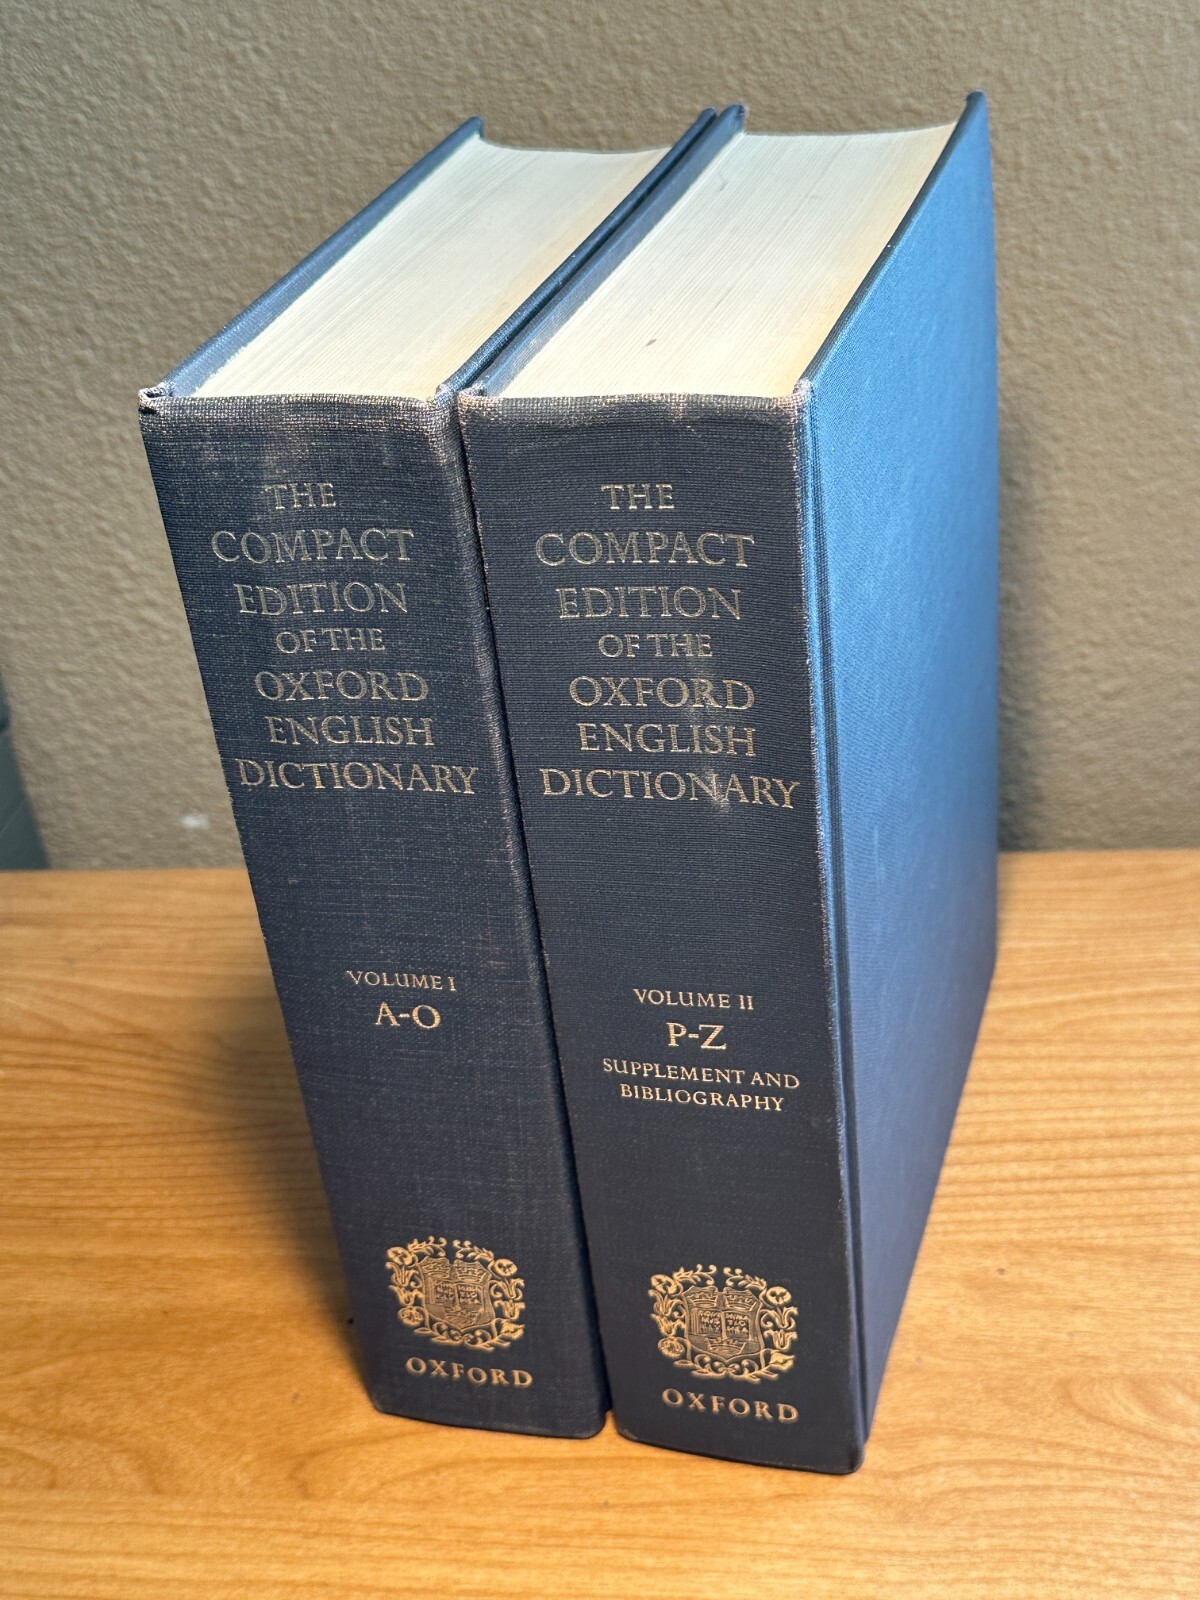 THE
COMPACT
EDITION
OF THE
OXFORD
ENGLISH
DICTIONARY
VOLUME I
A-O
OXFORD
THE
COMPACT
EDITION
OF THE
OXFORD
ENGLISH
DICTIONARY
VOLUME II
P-Z
SUPPLEMENT AND
BIBLIOGRAPHY
OXFORD